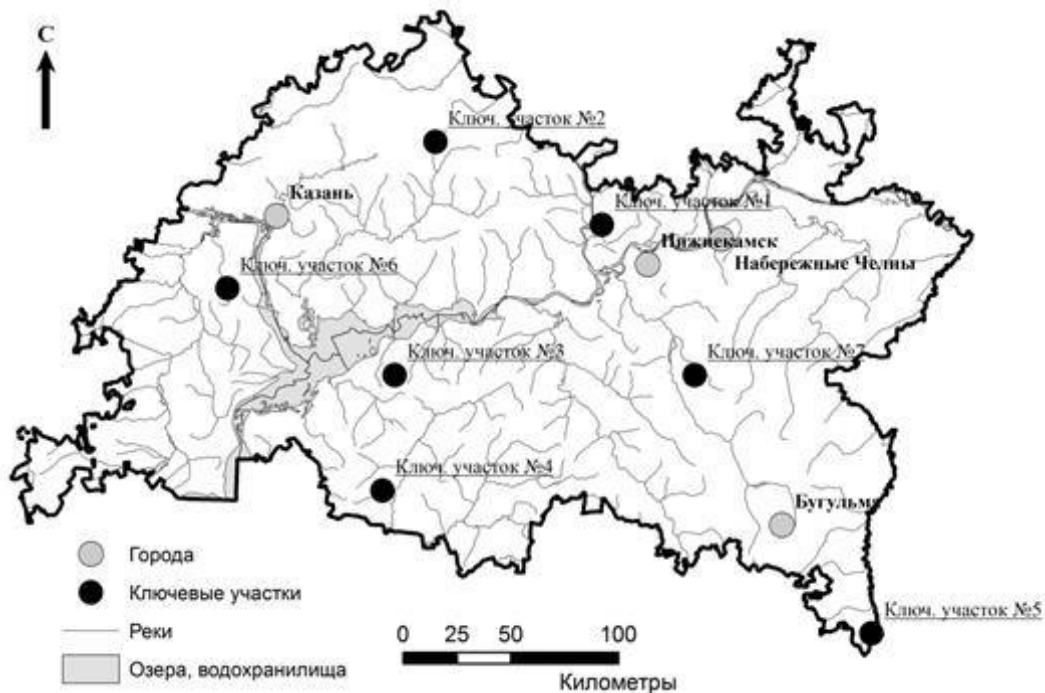 С
Ключ. участок №2
Казань
Ключ. участок №1
Нижнекамск
Набережные Челны
Ключ. участок №6
Ключ. участок №3
Ключ. участок №7
Ключ. участок №4
Бугульма
Города
Ключевые участки
Ключ. участок №5
Реки
0 25 50 100
Озера, водохранилища
Километры